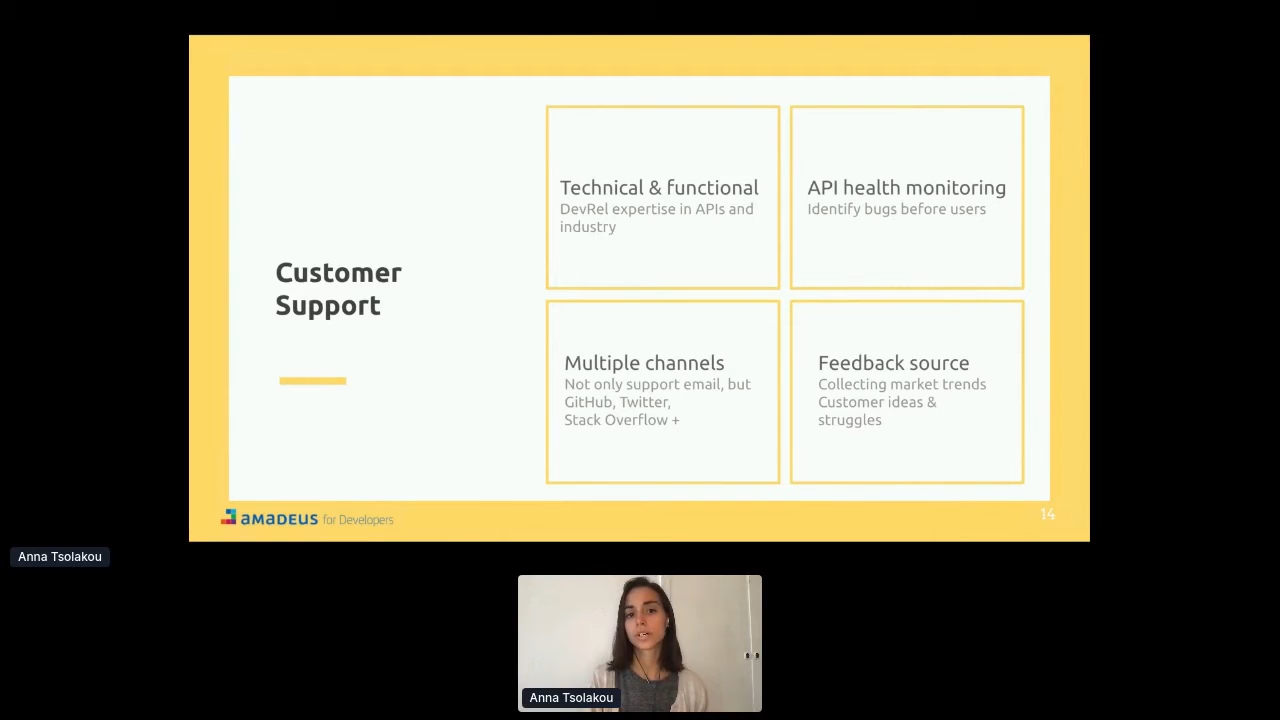 Customer
Support
Technical & functional
DevRel expertise in APIs and
industry
API health monitoring
Identify bugs before users
Multiple channels
Not only support email, but
GitHub, Twitter,
Stack Overflow +
Feedback source
Collecting market trends
Customer ideas &
struggles
amadeus for Developers
14
Anna Tsolakou
Anna Tsolakou